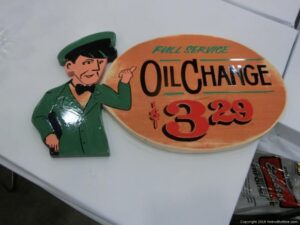 FULL SERVICE
OIL CHANGE
$3.29